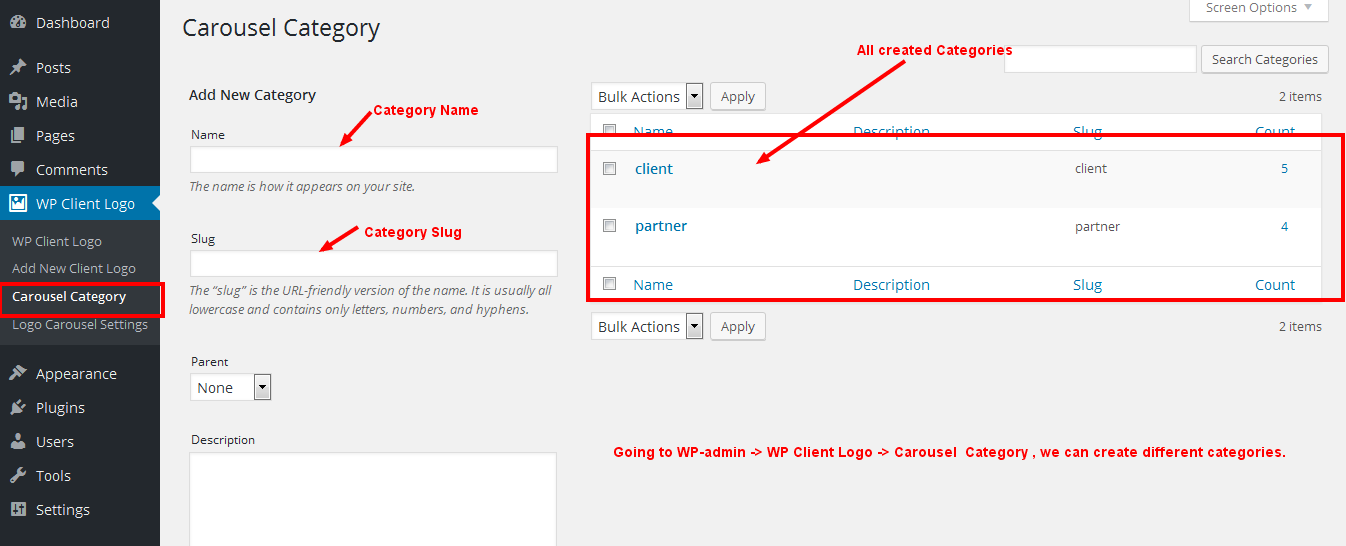 Dashboard
Posts
Media
Pages
Comments
WP Client Logo
WP Client Logo
Add New Client Logo
Carousel Category
Logo Carousel Settings
Appearance
Plugins
Users
Tools
Settings
Carousel Category
Screen Options
All created Categories
Search Categories
Add New Category
Category Name
Name
The name is how it appears on your site.
Category Slug
Slug
The “slug” is the URL-friendly version of the name. It is usually all
lowercase and contains only letters, numbers, and hyphens.
Parent
None
Description
Bulk Actions Apply 2 items
Name Description Slug Count
client client 5
partner partner 4
Name Description Slug Count
Bulk Actions Apply 2 items
Going to WP-admin -> WP Client Logo -> Carousel Category , we can create different categories.